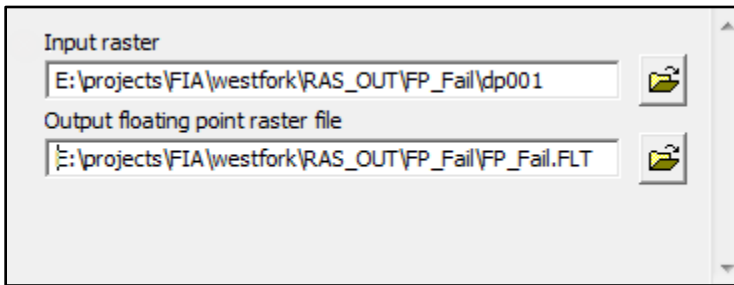 Input raster
E:\projects\FIA\westfork\RAS_OUT\FP_Fail\dp001
Output floating point raster file
E:\projects\FIA\westfork\RAS_OUT\FP_Fail\FP_Fail.FLT